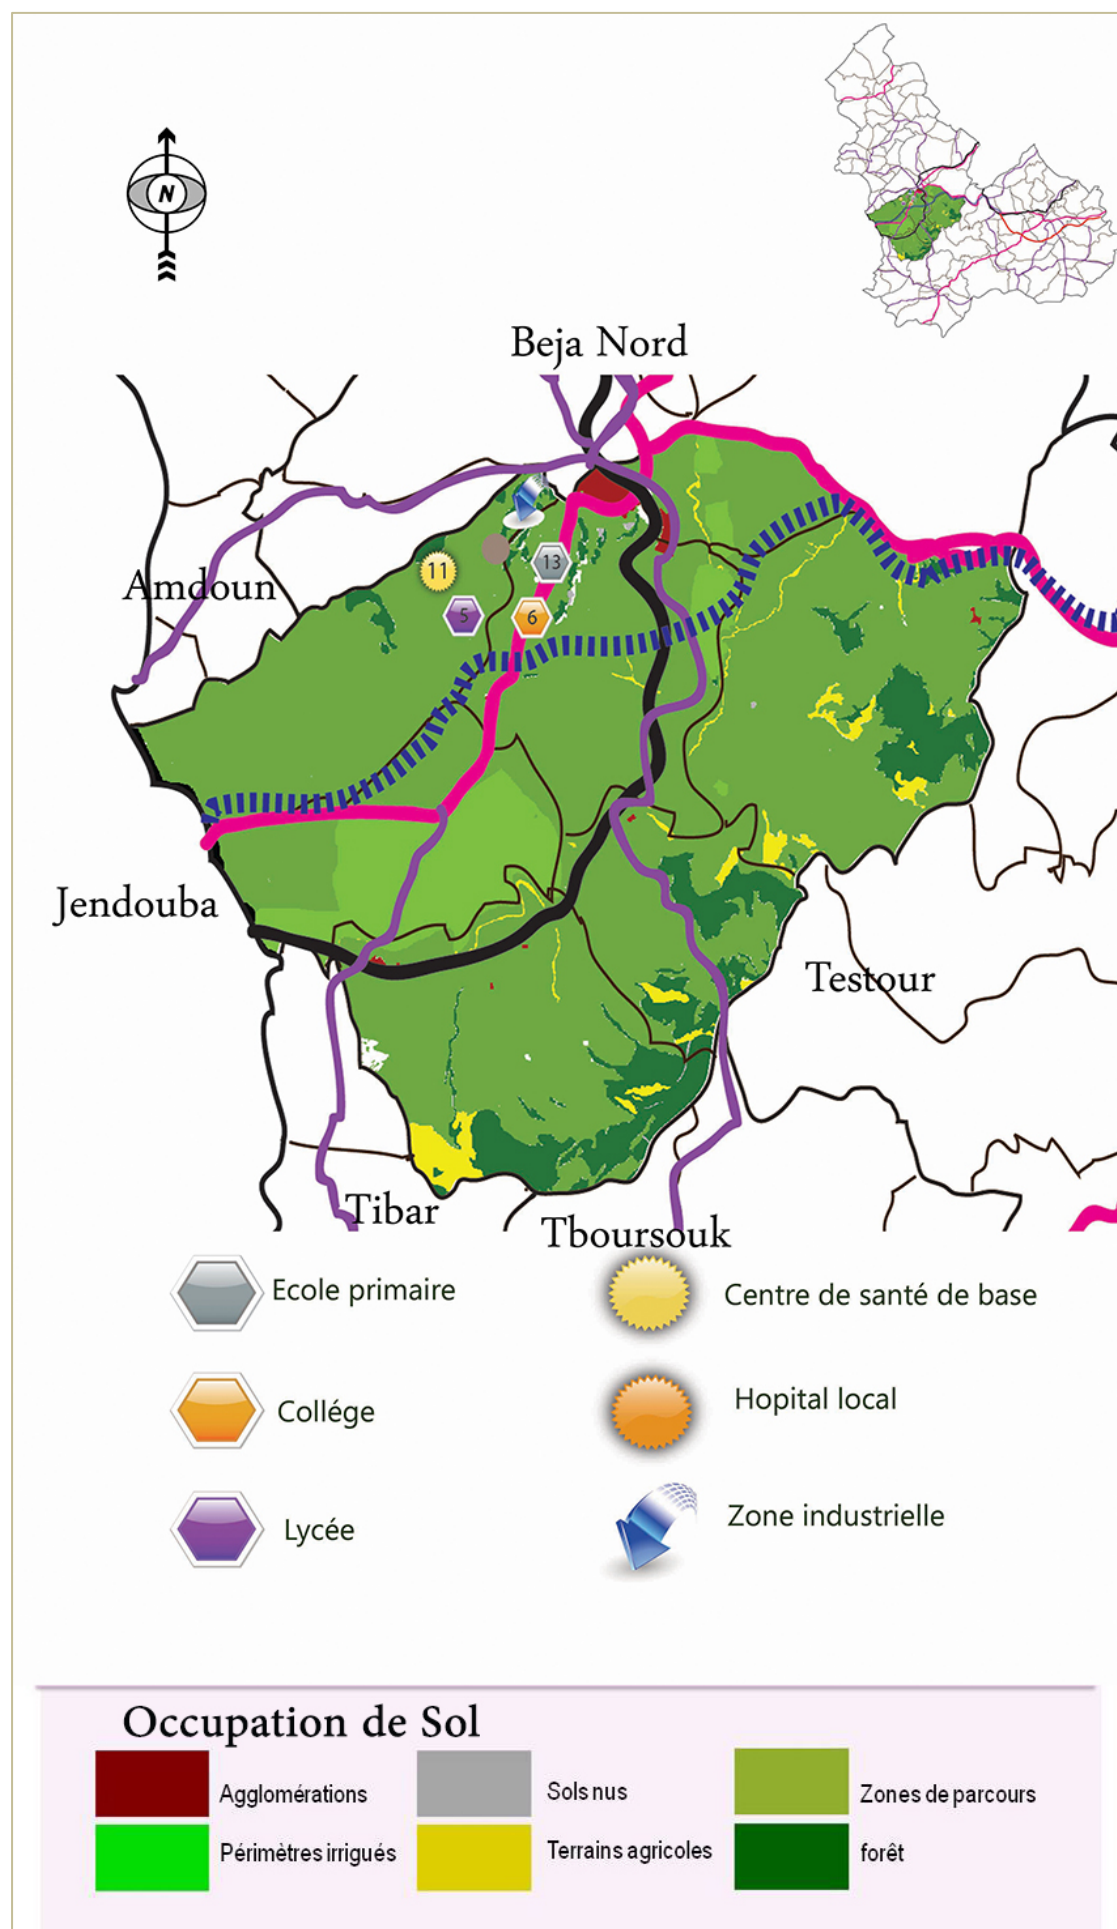 N
Beja Nord
13
11
Amdoun
5
6
Jendouba
Testour
Tibar
Tboursouk
Ecole primaire
Centre de santé de base
Collége
Hopital local
Lycée
Zone industrielle
Occupation de Sol
Agglomérations
Sols nus
Zones de parcours
Périmètres irrigués
Terrains agricoles
forêt